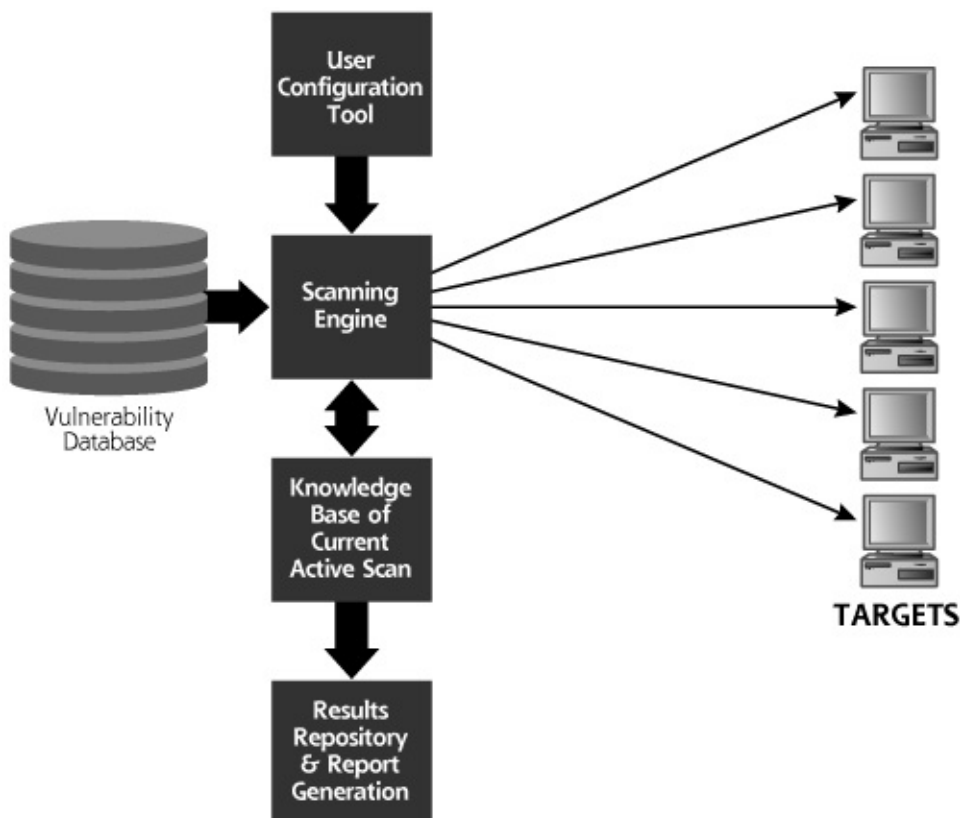 User
Configuration
Tool
Scanning
Engine
Vulnerability
Database
Knowledge
Base of
Current
Active Scan
TARGETS
Results
Repository
& Report
Generation